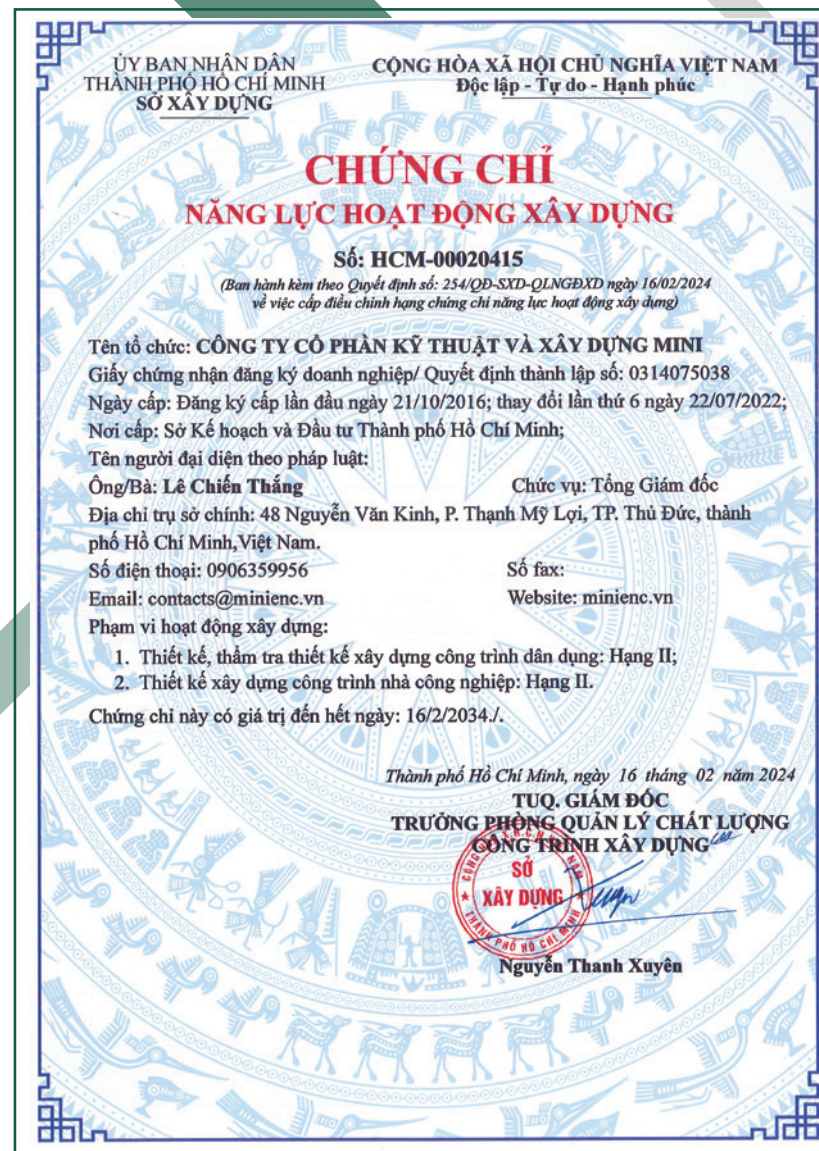 ỦY BAN NHÂN DÂN
THÀNH PHỐ HỒ CHÍ MINH
SỞ XÂY DỰNG
CỘNG HÒA XÃ HỘI CHỦ NGHĨA VIỆT NAM
Độc lập - Tự do - Hạnh phúc
CHỨNG CHỈ
NĂNG LỰC HOẠT ĐỘNG XÂY DỰNG
Số: HCM-00020415
(Ban hành kèm theo Quyết định số: 254/QĐ-SXD-QLNGĐXD ngày 16/02/2024
về việc cấp điều chỉnh hạng chứng chỉ năng lực hoạt động xây dựng)
Tên tổ chức: CÔNG TY CỔ PHẦN KỸ THUẬT VÀ XÂY DỰNG MINI
Giấy chứng nhận đăng ký doanh nghiệp/ Quyết định thành lập số: 0314075038
Ngày cấp: Đăng ký cấp lần đầu ngày 21/10/2016; thay đổi lần thứ 6 ngày 22/07/2022;
Nơi cấp: Sở Kế hoạch và Đầu tư Thành phố Hồ Chí Minh;
Tên người đại diện theo pháp luật:
Ông/Bà: Lê Chiến Thắng Chức vụ: Tổng Giám đốc
Địa chỉ trụ sở chính: 48 Nguyễn Văn Kinh, P. Thạnh Mỹ Lợi, TP. Thủ Đức, thành
phố Hồ Chí Minh,Việt Nam.
Số điện thoại: 0906359956 Số fax:
Email: contacts@minienc.vn Website: minienc.vn
Phạm vi hoạt động xây dựng:
1. Thiết kế, thẩm tra thiết kế xây dựng công trình dân dụng: Hạng II;
2. Thiết kế xây dựng công trình nhà công nghiệp: Hạng II.
Chứng chỉ này có giá trị đến hết ngày: 16/2/2034./.
Thành phố Hồ Chí Minh, ngày 16 tháng 02 năm 2024
TUQ. GIÁM ĐỐC
TRƯỞNG PHÒNG QUẢN LÝ CHẤT LƯỢNG
CÔNG TRÌNH XÂY DỰNG
SỞ
XÂY DỰNG
THÀNH PHỐ HỒ CHÍ MINH
Nguyễn Thanh Xuyên